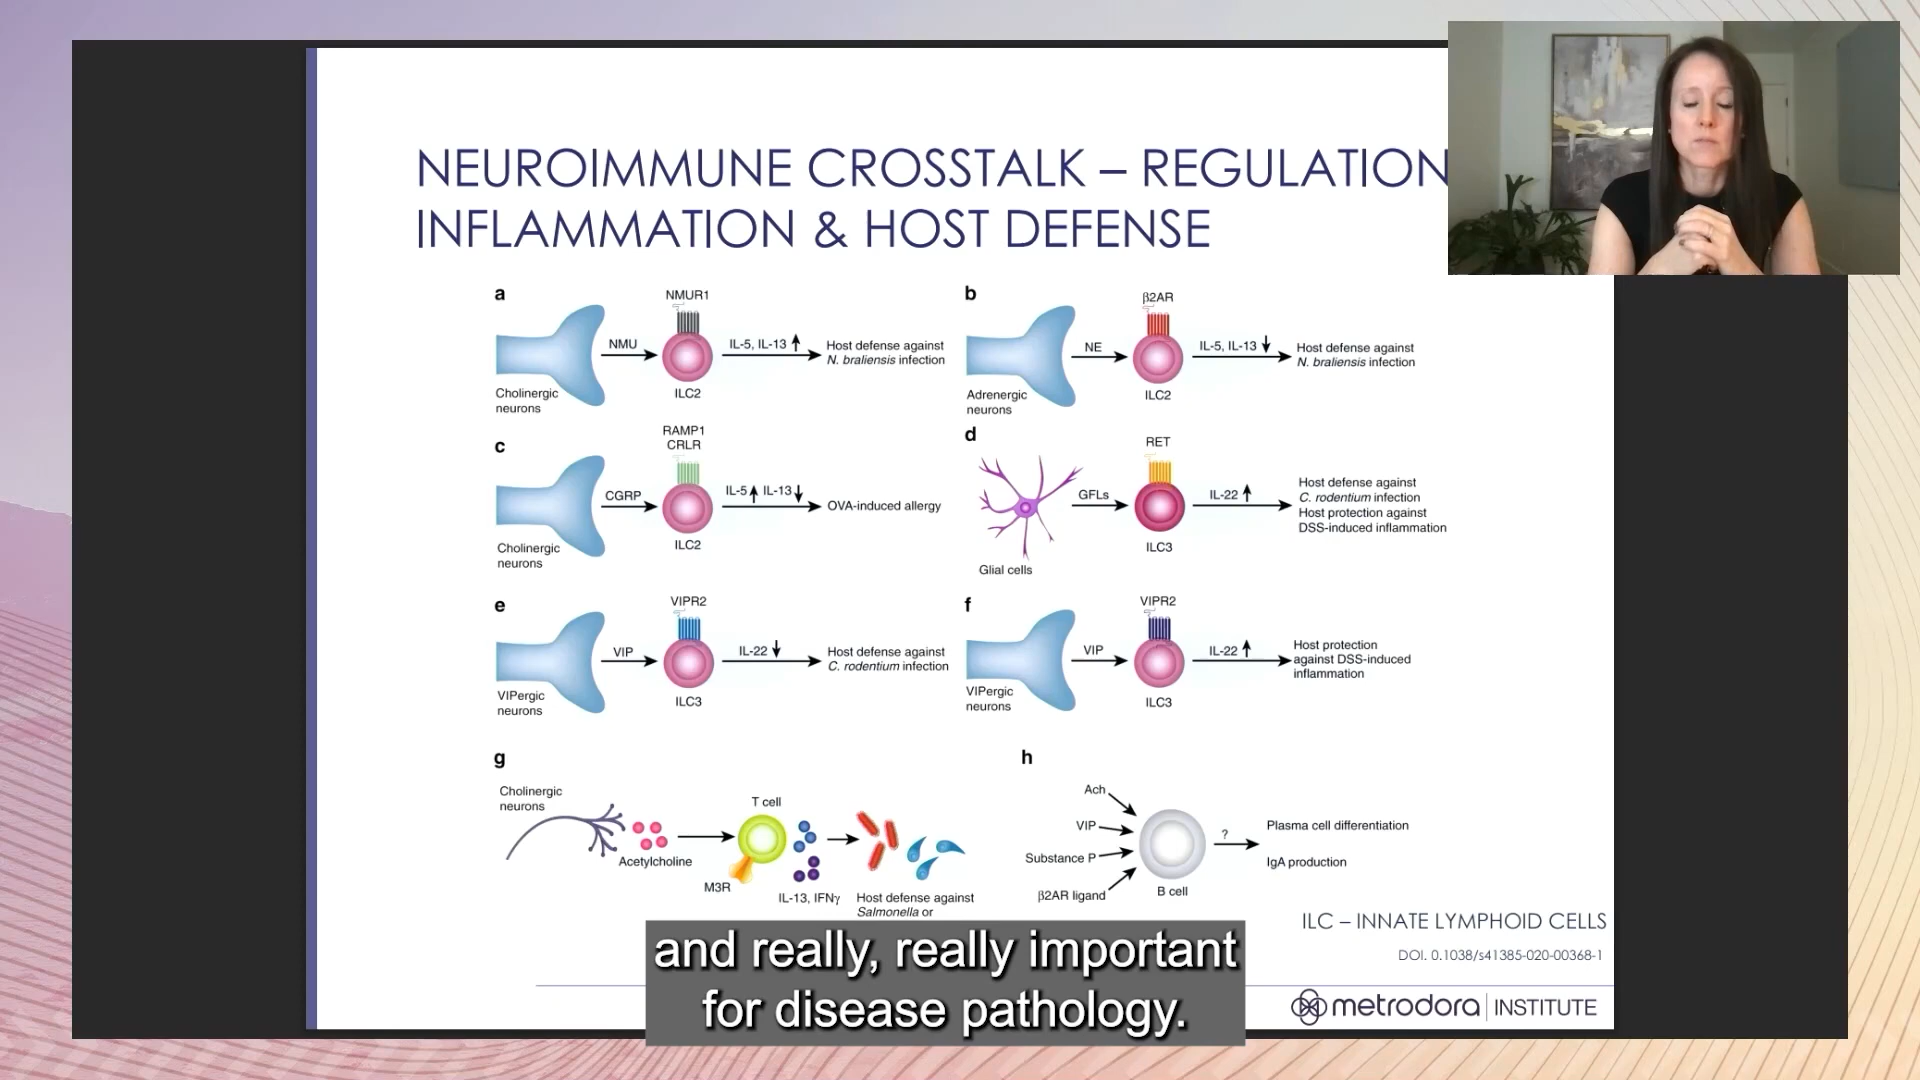 NEUROIMMUNE CROSSTALK – REGULATION
INFLAMMATION & HOST DEFENSE
a
NMUR1
NMU
IL-5, IL-13
Host defense against
N. braliensis infection
Cholinergic
neurons
ILC2
b
β2AR
NE
IL-5, IL-13
Host defense against
N. braliensis infection
Adrenergic
neurons
ILC2
c
RAMP1
CRLR
CGRP
IL-5 IL-13
OVA-induced allergy
Cholinergic
neurons
ILC2
d
RET
GFLs
IL-22
Host defense against
C. rodentium infection
Host protection against
DSS-induced inflammation
ILC3
Glial cells
e
VIPR2
VIP
IL-22
Host defense against
C. rodentium infection
VIPergic
neurons
ILC3
f
VIPR2
VIP
IL-22
Host protection
against DSS-induced
inflammation
VIPergic
neurons
ILC3
g
Cholinergic
neurons
T cell
Acetylcholine
M3R
IL-13, IFNγ
Host defense against
Salmonella or
h
Ach
VIP
Substance P
β2AR ligand
B cell
?
Plasma cell differentiation
IgA production
ILC – INNATE LYMPHOID CELLS
DOI. 0.1038/s41385-020-00368-1
and really, really important
for disease pathology.
metrodora INSTITUTE